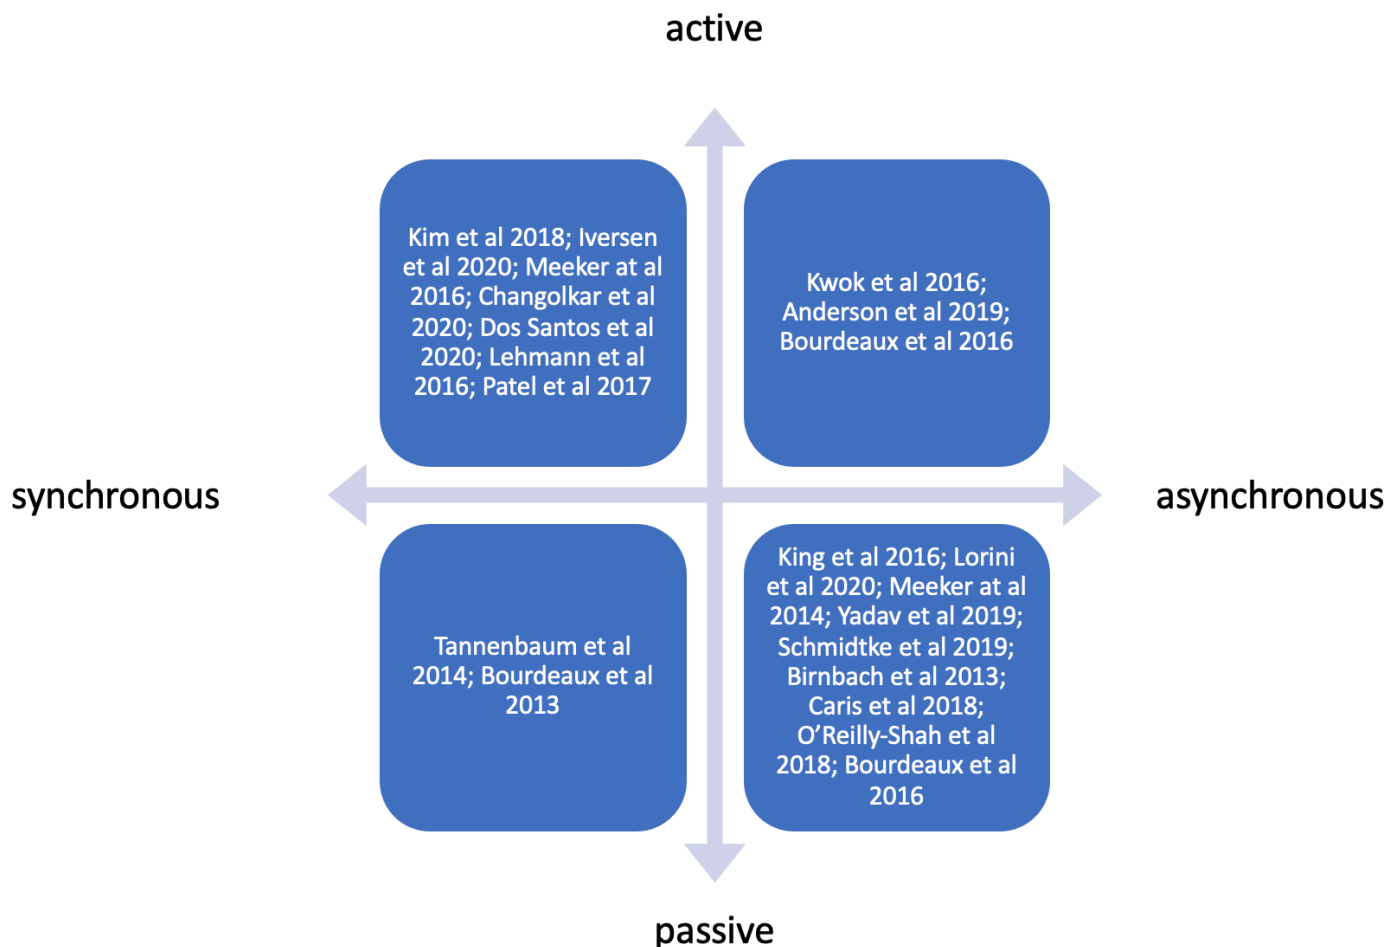 active
Kim et al 2018; Iversen
et al 2020; Meeker at al
2016; Changolkar et al
2020; Dos Santos et al
2020; Lehmann et al
2016; Patel et al 2017
Kwok et al 2016;
Anderson et al 2019;
Bourdeaux et al 2016
synchronous
asynchronous
Tannenbaum et al
2014; Bourdeaux et al
2013
King et al 2016; Lorini
et al 2020; Meeker at al
2014; Yadav et al 2019;
Schmidtke et al 2019;
Birnbach et al 2013;
Caris et al 2018;
O’Reilly-Shah et al
2018; Bourdeaux et al
2016
passive